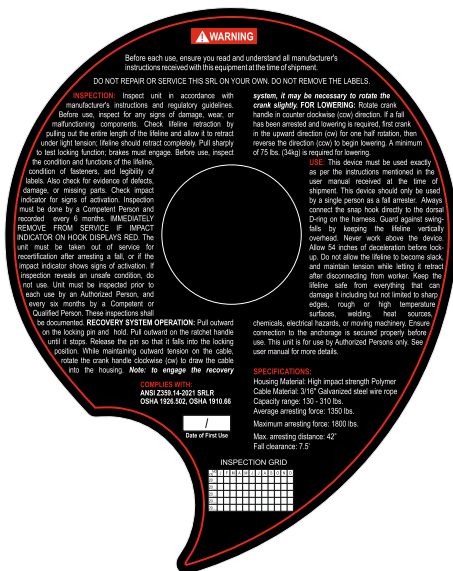 WARNING
Before each use, ensure you read and understand all manufacturer's
instructions received with this equipment at the time of shipment.
DO NOT REPAIR OR SERVICE THIS SRL ON YOUR OWN. DO NOT REMOVE THE LABELS.
INSPECTION: Inspect unit in accordance with
manufacturer's instructions and regulatory guidelines.
Before use, inspect for any signs of damage, wear, or
malfunctioning components. Check lifeline retraction by
pulling out the entire length of the lifeline and allow it to retract
under light tension; lifeline should retract completely. Pull sharply
to test locking function; brakes must engage. Before use, inspect
the condition and functions of the lifeline,
condition of fasteners, and legibility of
labels. Also check for evidence of defects,
damage, or missing parts. Check impact
indicator for signs of activation. Inspection
must be done by a Competent Person and
recorded every 6 months. IMMEDIATELY
REMOVE FROM SERVICE IF IMPACT
INDICATOR ON HOOK DISPLAYS RED. The
unit must be taken out of service for
recertification after arresting a fall, or if the
impact indicator shows signs of activation. If
inspection reveals an unsafe condition, do
not use. Unit must be inspected prior to
each use by an Authorized Person, and
every six months by a Competent or
Qualified Person. These inspections shall
be documented. RECOVERY SYSTEM OPERATION: Pull outward
on the locking pin and hold. Pull outward on the ratchet handle
until it stops. Release the pin so that it falls into the locking
position. While maintaining outward tension on the cable,
rotate the crank handle clockwise (cw) to draw the cable
into the housing. Note: to engage the recovery
system, it may be necessary to rotate the
crank slightly. FOR LOWERING: Rotate crank
handle in counter clockwise (ccw) direction. If a fall
has been arrested and lowering is required, first crank
in the upward direction (cw) for one half rotation, then
reverse the direction (ccw) to begin lowering. A minimum
of 75 lbs. (34kg) is required for lowering.
USE: This device must be used exactly
as per the instructions mentioned in the
user manual received at the time of
shipment. This device should only be used
by a single person as a fall arrester. Always
connect the snap hook directly to the dorsal
D-ring on the harness. Guard against swing-
falls by keeping the lifeline vertically
overhead. Never work above the device.
Allow 54 inches of deceleration before lock-
up. Do not allow the lifeline to become slack,
and maintain tension while letting it retract
after disconnecting from worker. Keep the
lifeline safe from everything that can
damage it including but not limited to sharp
edges, rough or high temperature
surfaces, welding, heat sources,
chemicals, electrical hazards, or moving machinery. Ensure
connection to the anchorage is secured properly before
use. This unit is for use by Authorized Persons only. See
user manual for more details.
COMPLIES WITH:
ANSI Z359.14-2021 SRLR
OSHA 1926.502, OSHA 1910.66
/
Date of First Use
SPECIFICATIONS:
Housing Material: High impact strength Polymer
Cable Material: 3/16" Galvanized steel wire rope
Capacity range: 130 - 310 lbs.
Average arresting force: 1350 lbs.
Maximum arresting force: 1800 lbs.
Max. arresting distance: 42"
Fall clearance: 7.5'
INSPECTION GRID
J F M A M J J A S O N D